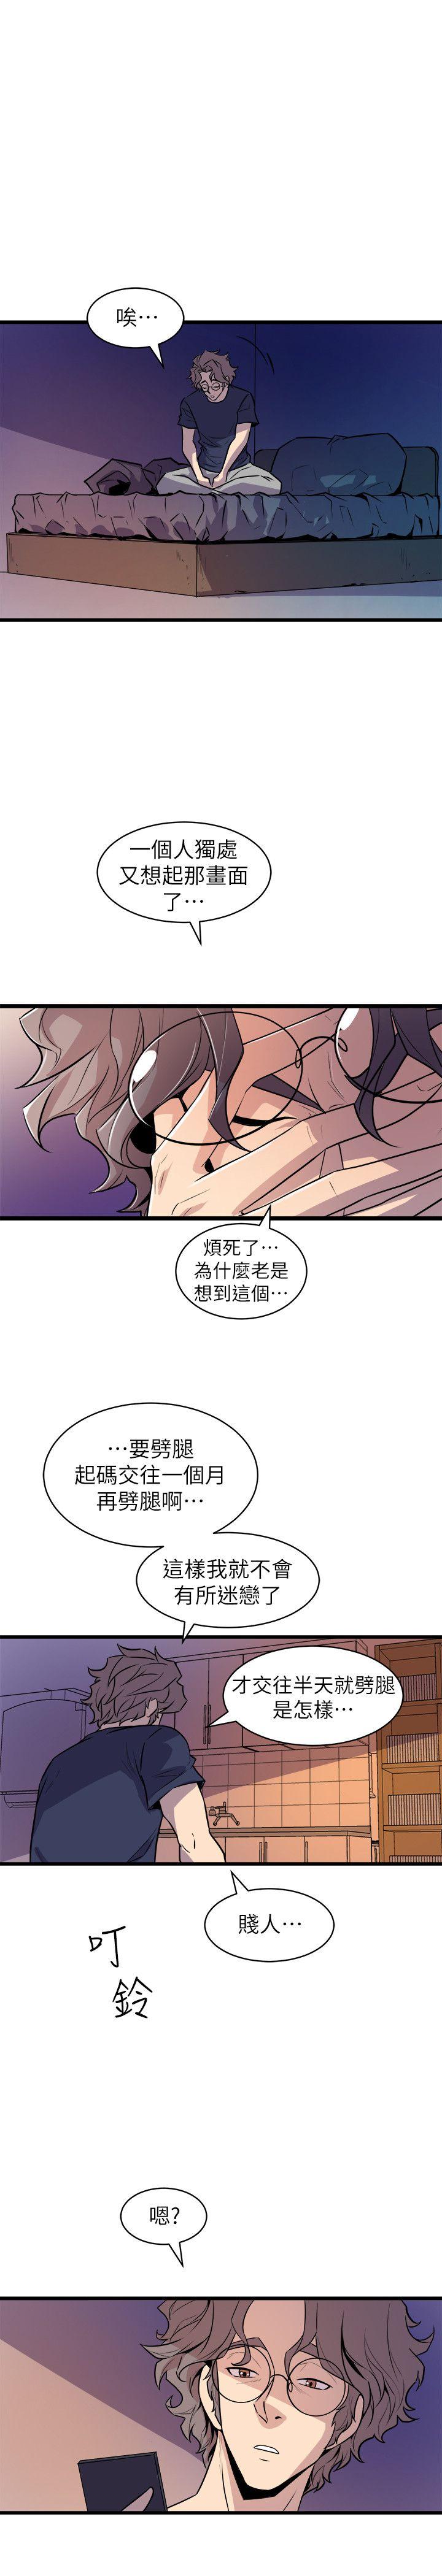 唉⋯
一個人獨處
又想起那畫面
了⋯
煩死了⋯
為什麼老是
想到這個⋯
⋯要劈腿
起碼交往一個月
再劈腿啊⋯
這樣我就不會
有所迷戀了
才交往半天就劈腿
是怎樣⋯
賤人⋯
叮
鈴
嗯?